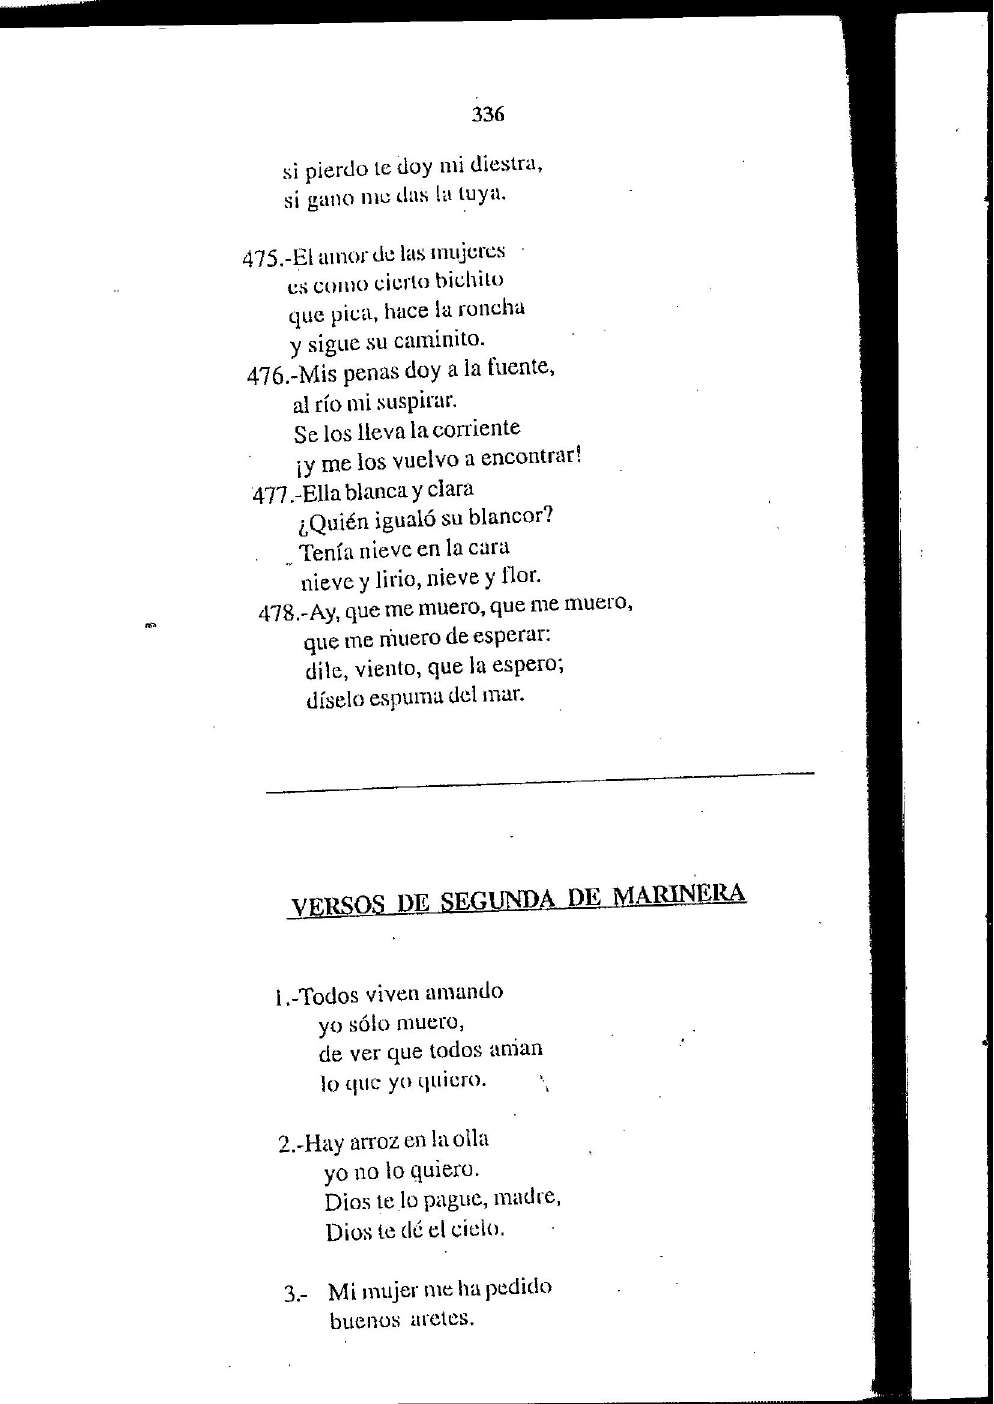 336
si pierdo te doy mi diestra,
si gano me das la tuya.
475.-El amor de las mujeres
es como cierto bichito
que pica, hace la roncha
y sigue su caminito.
476.-Mis penas doy a la fuente,
al río mi suspirar.
Se los lleva la corriente
¡y me los vuelvo a encontrar!
477.-Ella blanca y clara
¿Quién igualó su blancor?
Tenía nieve en la cara
nieve y lirio, nieve y flor.
478.-Ay, que me muero, que me muero,
que me muero de esperar:
dile, viento, que la espero;
díselo espuma del mar.
VERSOS DE SEGUNDA DE MARINERA
1.-Todos viven amando
yo sólo muero,
de ver que todos aman
lo que yo quiero.
2.-Hay arroz en la olla
yo no lo quiero.
Dios te lo pague, madre,
Dios te dé el cielo.
3.- Mi mujer me ha pedido
buenos aretes.